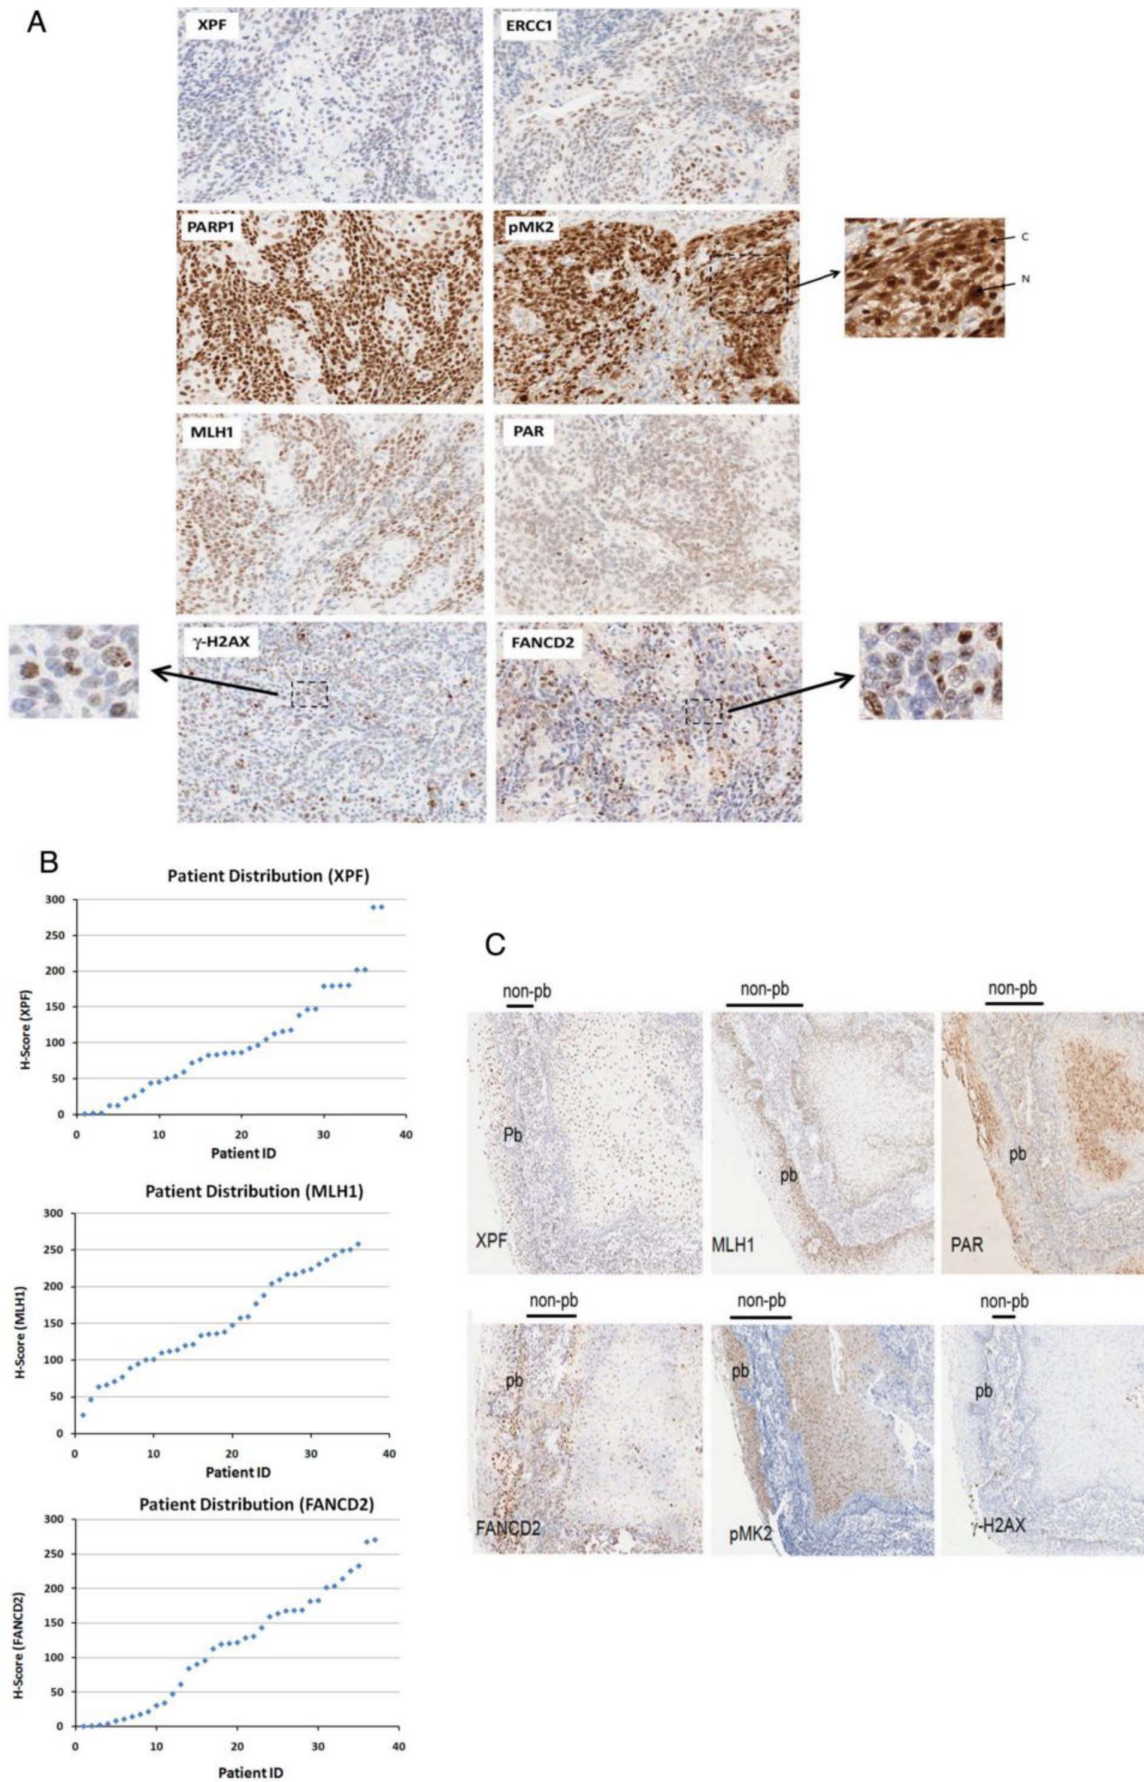 A
XPF
ERCC1
PARP1
pMK2
C
N
MLH1
PAR
γ-H2AX
FANCD2
B
Patient Distribution (XPF)
H-Score (XPF)
300
250
200
150
100
50
0
0 10 20 30 40
Patient ID
Patient Distribution (MLH1)
H-Score (MLH1)
300
250
200
150
100
50
0
0 10 20 30 40
Patient ID
Patient Distribution (FANCD2)
H-Score (FANCD2)
300
250
200
150
100
50
0
0 10 20 30 40
Patient ID
C
non-pb
non-pb
non-pb
Pb
pb
pb
XPF
MLH1
PAR
non-pb
non-pb
non-pb
pb
pb
pb
FANCD2
pMK2
γ-H2AX